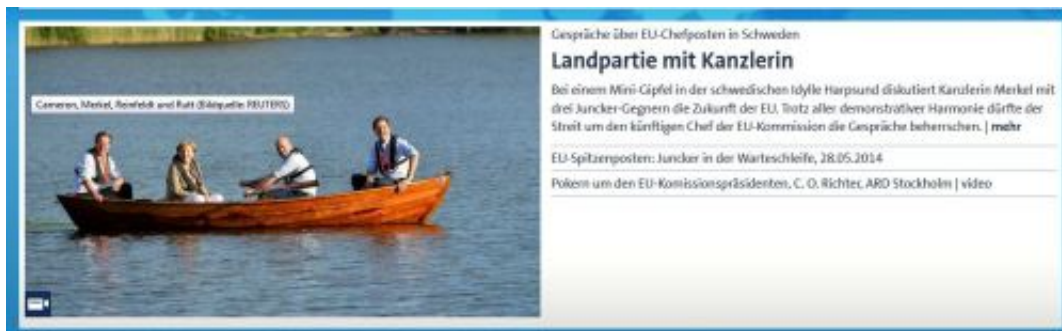 Gespräche über EU-Chefposten in Schweden
Landpartie mit Kanzlerin
Bei einem Mini-Gipfel in der schwedischen Idylle Harpsund diskutiert Kanzlerin Merkel mit
drei Juncker-Gegnern die Zukunft der EU. Trotz aller demonstrativer Harmonie dürfte der
Streit um den künftigen Chef der EU-Kommission die Gespräche beherrschen. | mehr
EU-Spitzenposten: Juncker in der Warteschleife, 28.05.2014
Pokern um den EU-Komissionspräsidenten, C. O. Richter, ARD Stockholm | video
Cameron, Merkel, Reinfeldt und Rutt (Bildquelle: REUTERS)